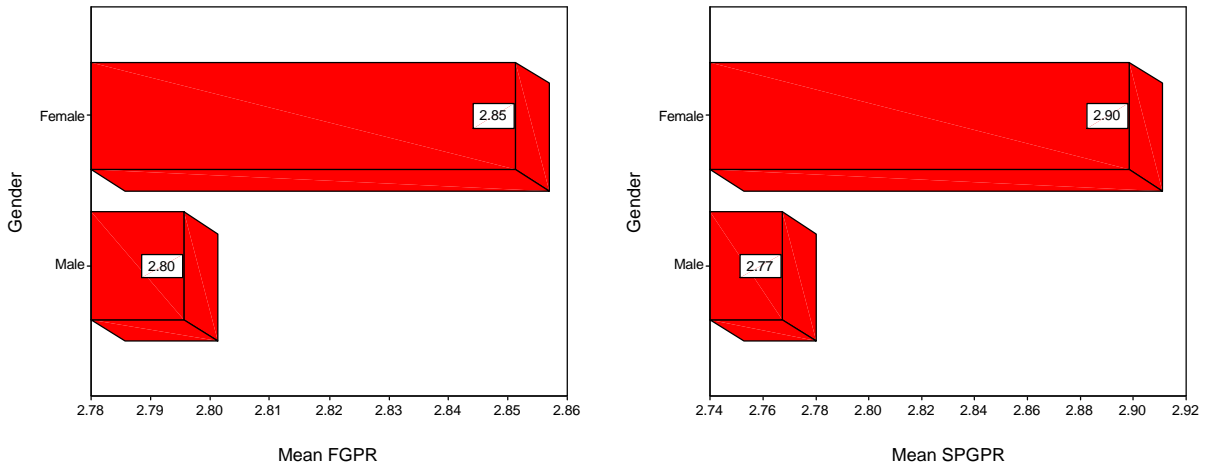 Gender
Female
2.85
Male
2.80
2.78 2.79 2.80 2.81 2.82 2.83 2.84 2.85 2.86
Mean FGPR
Gender
Female
2.90
Male
2.77
2.74 2.76 2.78 2.80 2.82 2.84 2.86 2.88 2.90 2.92
Mean SPGPR